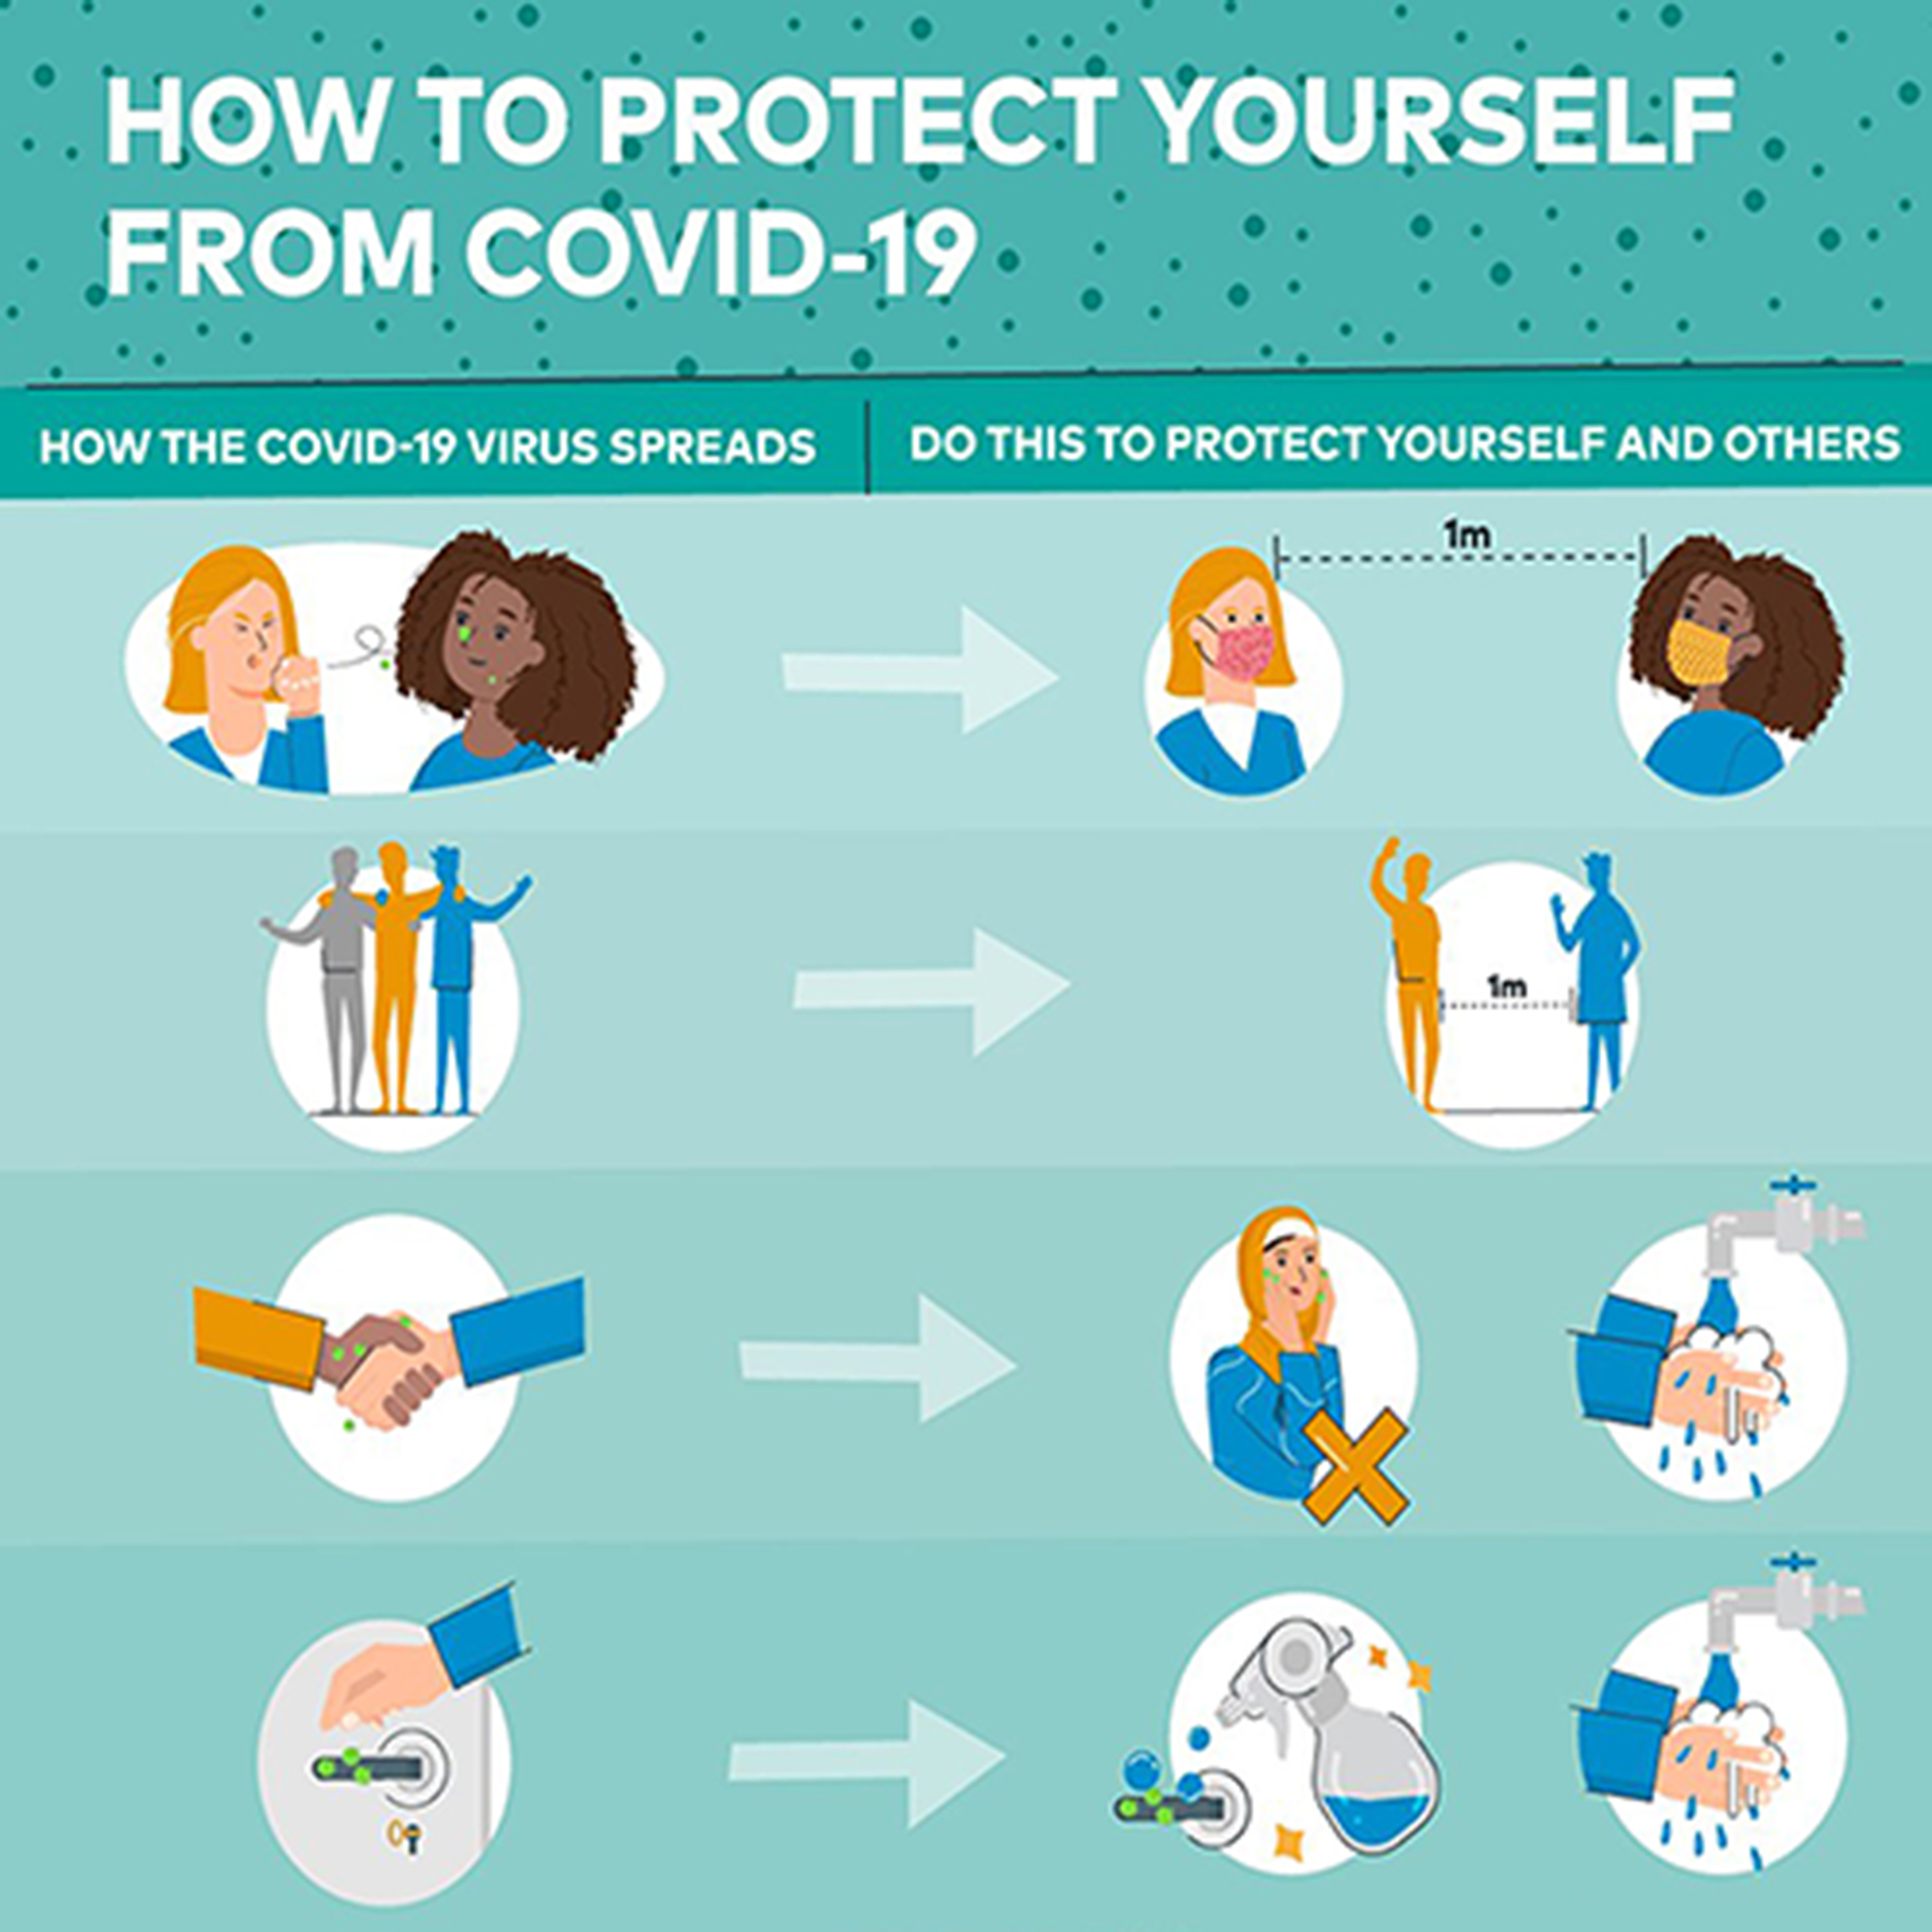 HOW TO PROTECT YOURSELF
FROM COVID-19
HOW THE COVID-19 VIRUS SPREADS
DO THIS TO PROTECT YOURSELF AND OTHERS
1m
1m